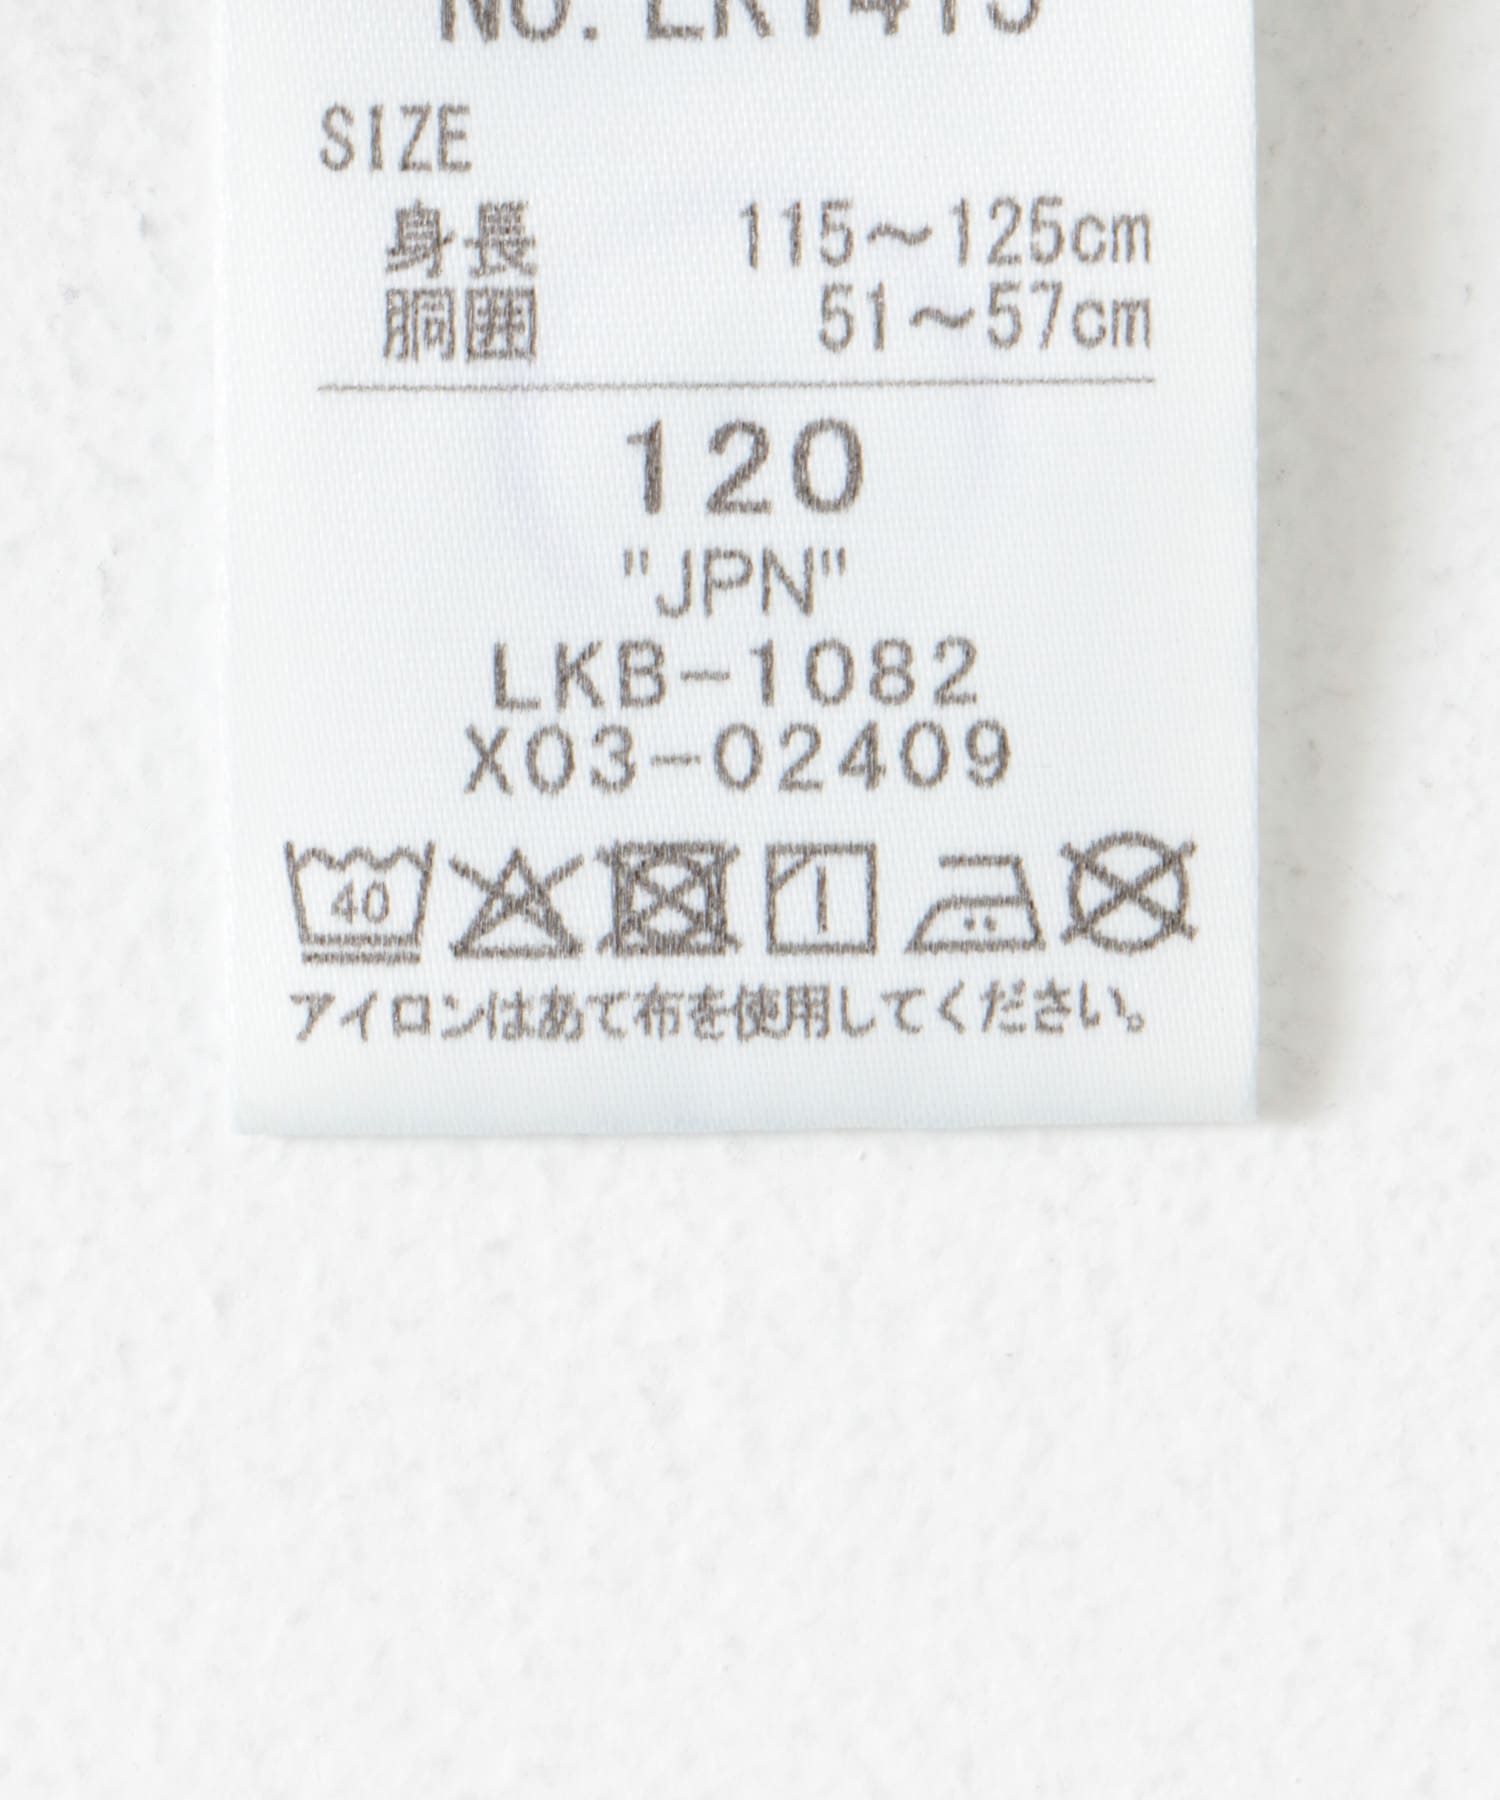 SIZE
身長 115～125cm
胴囲 51～57cm
120
"JPN"
LKB-1082
X03-02409
40
アイロンはあて布を使用してください。